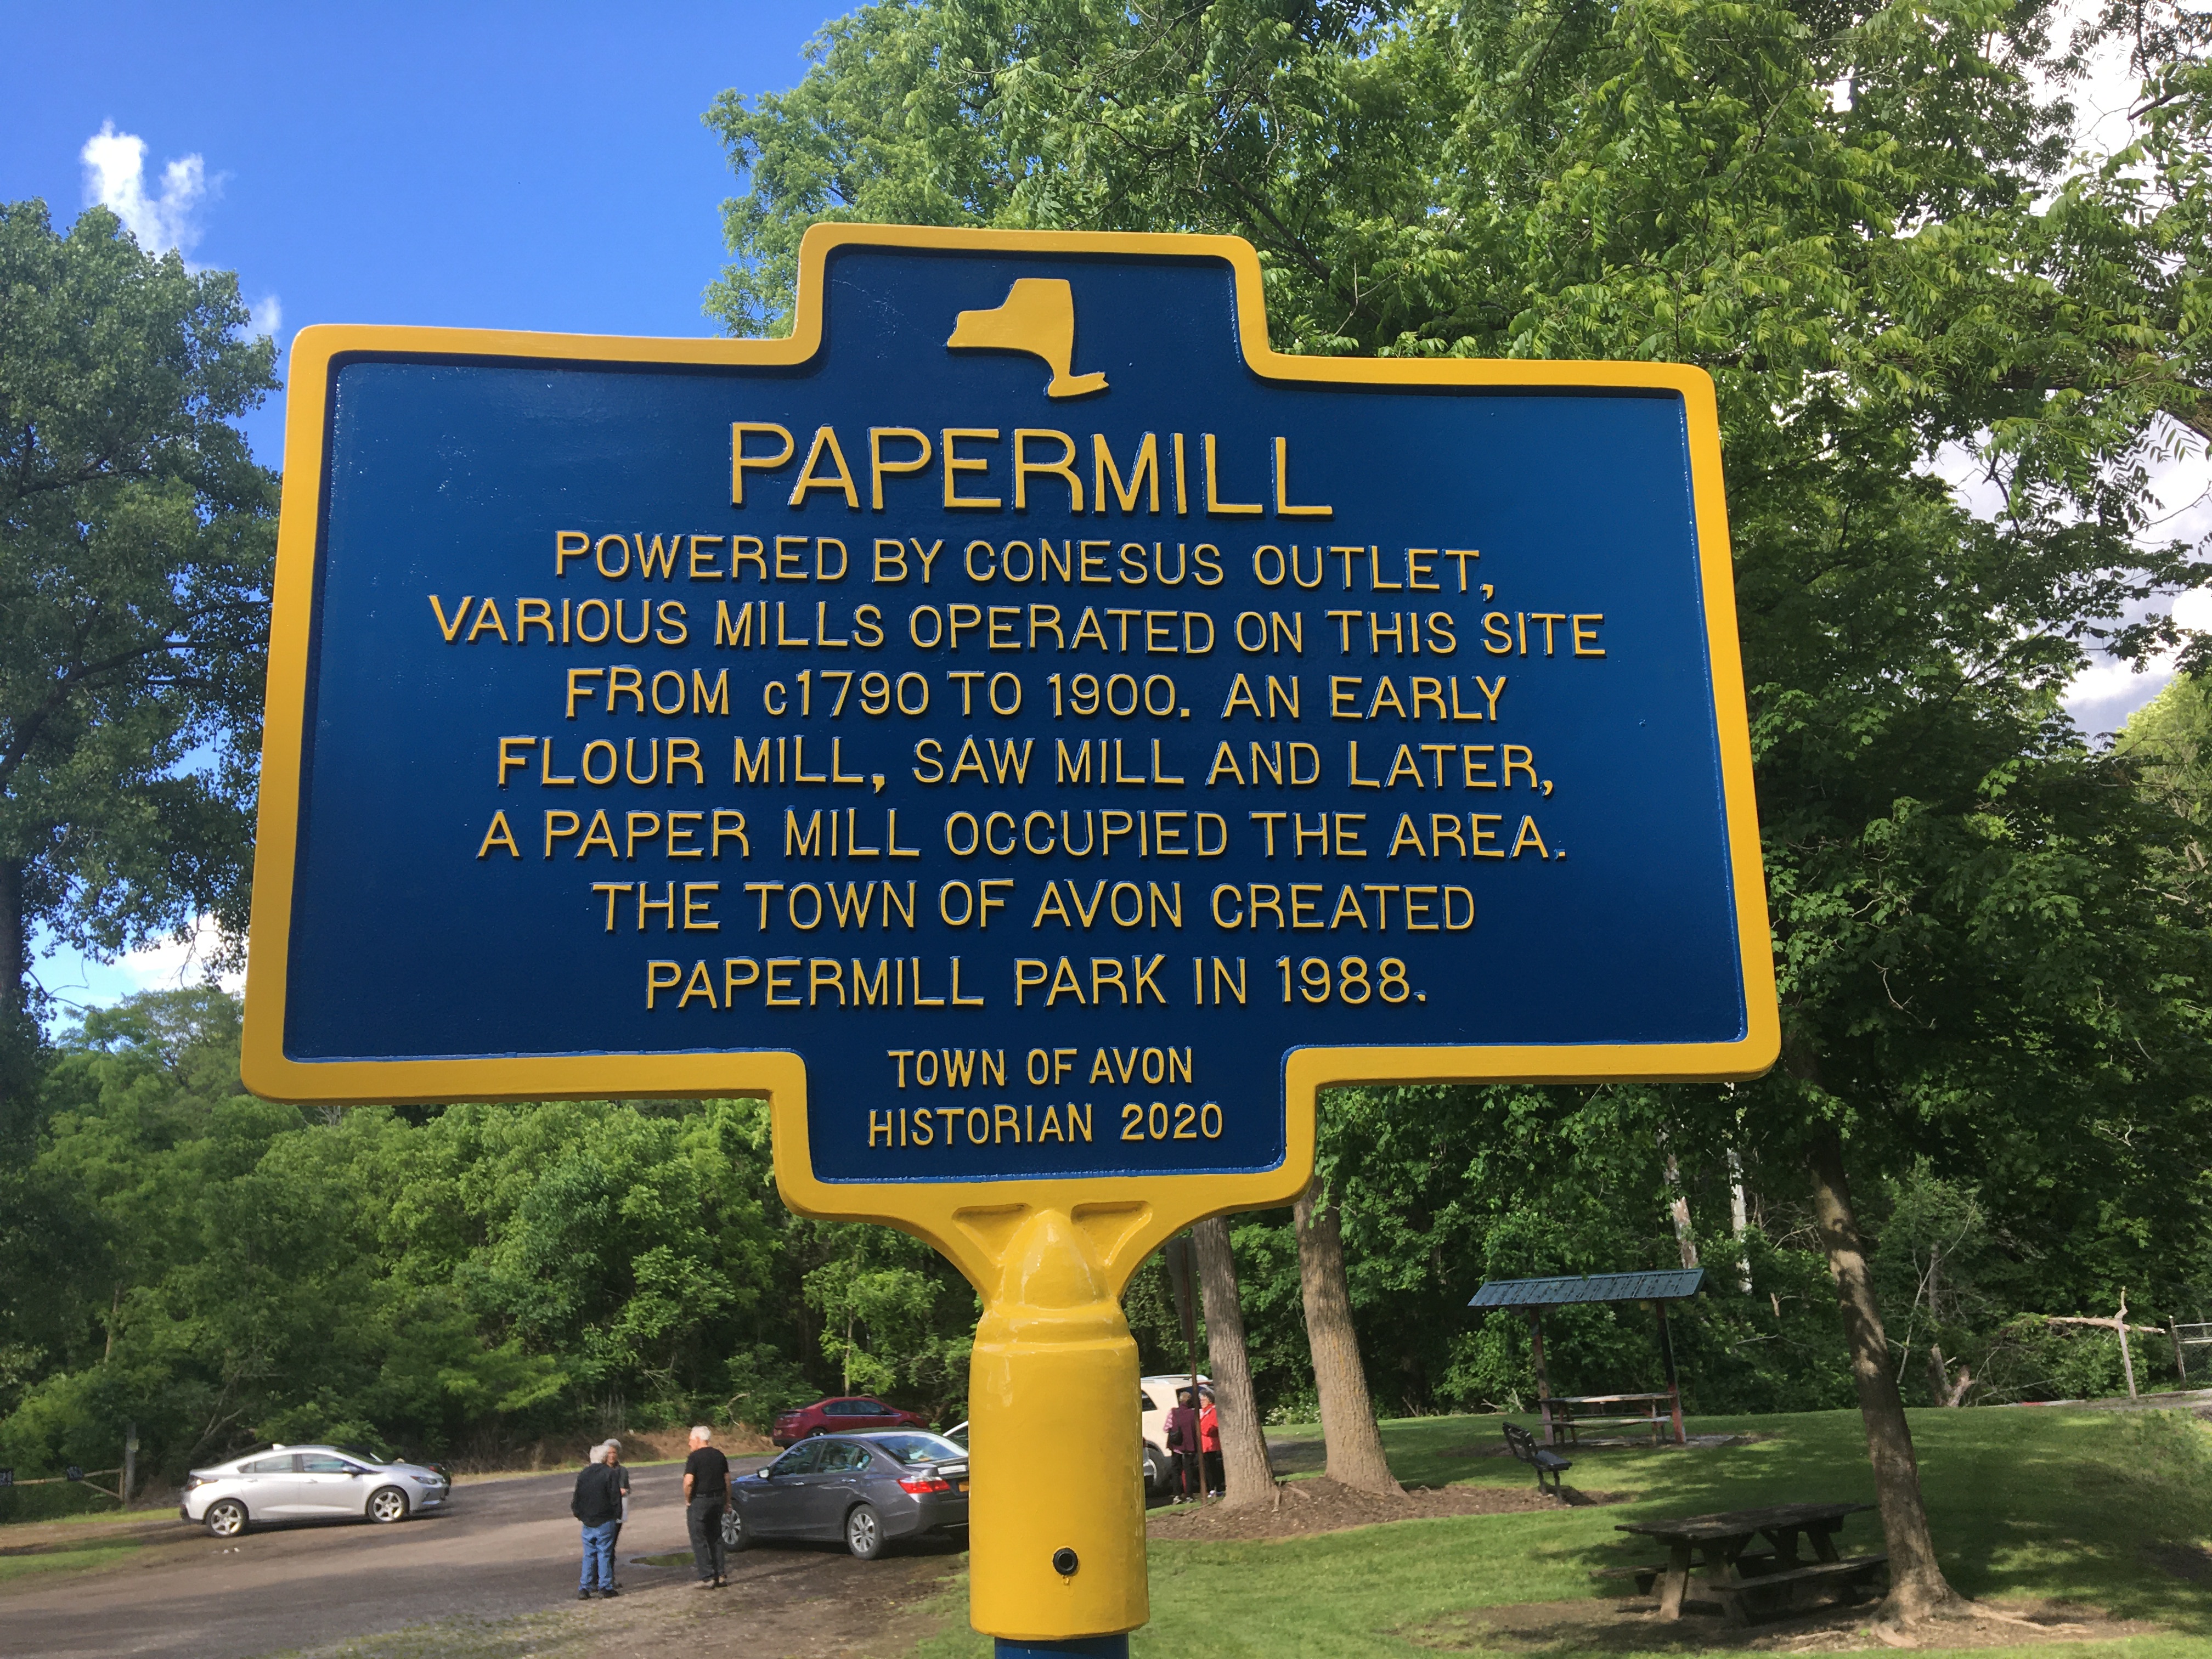 PAPERMILL
POWERED BY CONESUS OUTLET,
VARIOUS MILLS OPERATED ON THIS SITE
FROM c1790 TO 1900. AN EARLY
FLOUR MILL, SAW MILL AND LATER,
A PAPER MILL OCCUPIED THE AREA.
THE TOWN OF AVON CREATED
PAPERMILL PARK IN 1988.
TOWN OF AVON
HISTORIAN 2020